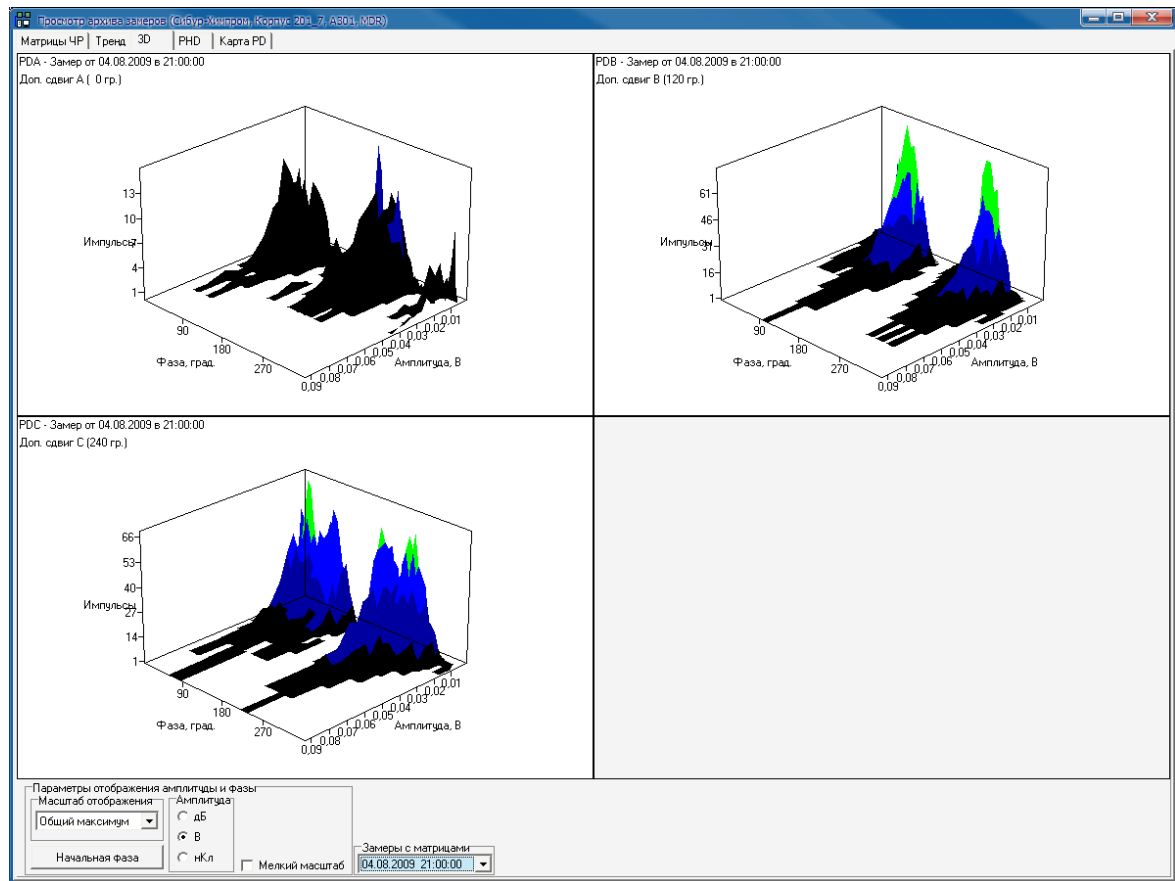 Просмотр архива замеров (Сибур-Химпром, Корпус 201_7, А301, MDR)
Матрицы ЧР Тренд 3D PHD Карта PD
PDA - Замер от 04.08.2009 в 21:00:00
Доп. сдвиг A ( 0 гр.)
13
10
Импульсы
7
4
1
90
180
270
Фаза, град.
0,09
0,08
0,07
0,06
0,05
0,04
0,03
0,02
0,01
Амплитуда, В
PDB - Замер от 04.08.2009 в 21:00:00
Доп. сдвиг B (120 гр.)
61
46
Импульсы
31
16
1
90
180
270
Фаза, град.
0,09
0,08
0,07
0,06
0,05
0,04
0,03
0,02
0,01
Амплитуда, В
PDC - Замер от 04.08.2009 в 21:00:00
Доп. сдвиг C (240 гр.)
66
53
40
Импульсы
27
14
1
90
180
270
Фаза, град.
0,09
0,08
0,07
0,06
0,05
0,04
0,03
0,02
0,01
Амплитуда, В
Параметры отображения амплитуды и фазы
Масштаб отображения
Общий максимум
Начальная фаза
Амплитуда
дБ
В
нКл
Мелкий масштаб
Замеры с матрицами
04.08.2009 21:00:00